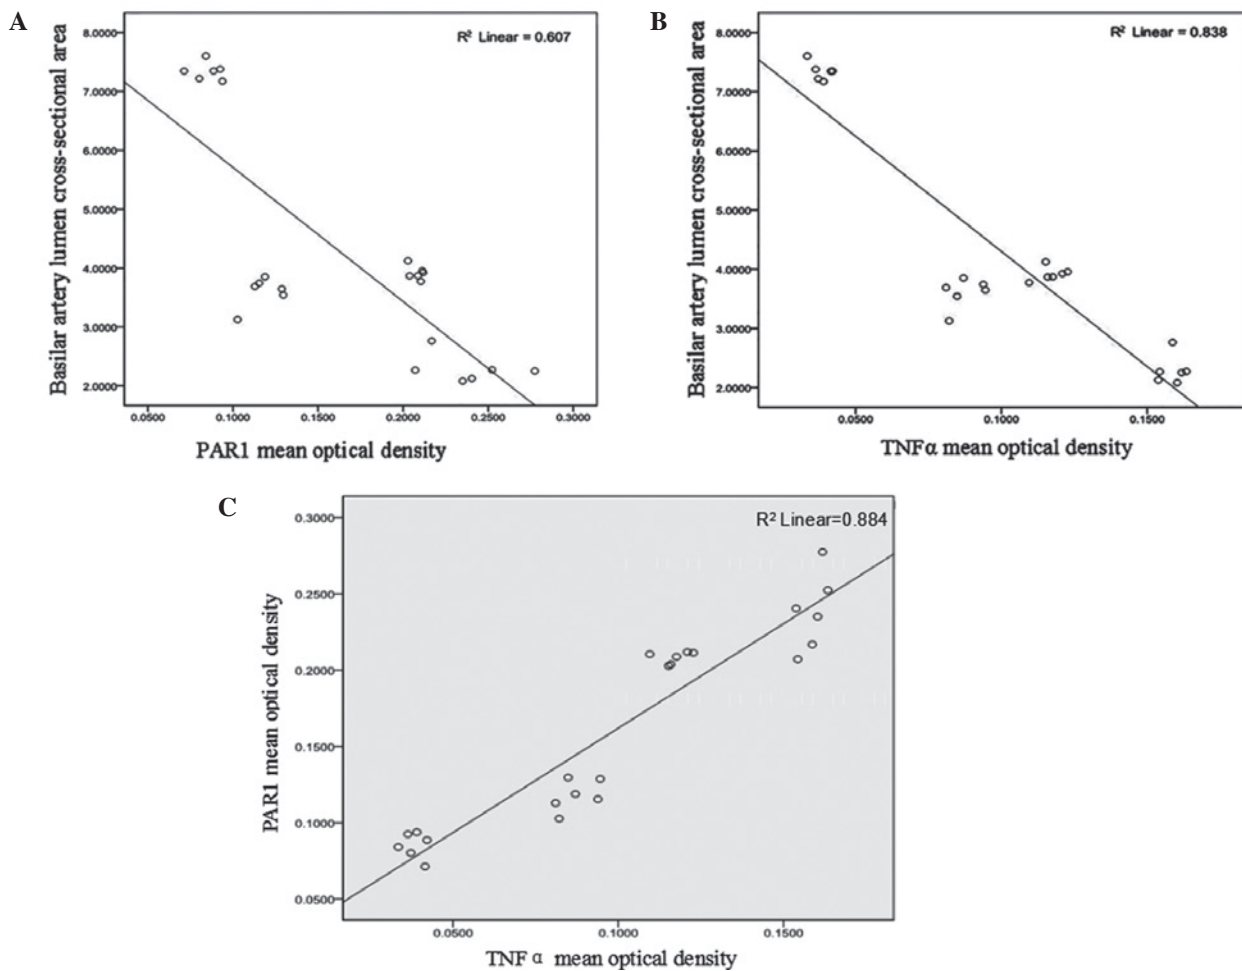 A
R² Linear = 0.607
Basilar artery lumen cross-sectional area
8.0000
7.0000
6.0000
5.0000
4.0000
3.0000
2.0000
0.0500
0.1000
0.1500
0.2000
0.2500
0.3000
PAR1 mean optical density
B
R² Linear = 0.838
Basilar artery lumen cross-sectional area
8.0000
7.0000
6.0000
5.0000
4.0000
3.0000
2.0000
0.0500
0.1000
0.1500
TNFα mean optical density
C
R² Linear=0.884
PAR1 mean optical density
0.3000
0.2500
0.2000
0.1500
0.1000
0.0500
0.0500
0.1000
0.1500
TNF α mean optical density